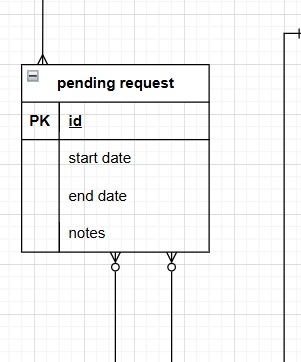 pending request
PK id
start date
end date
notes